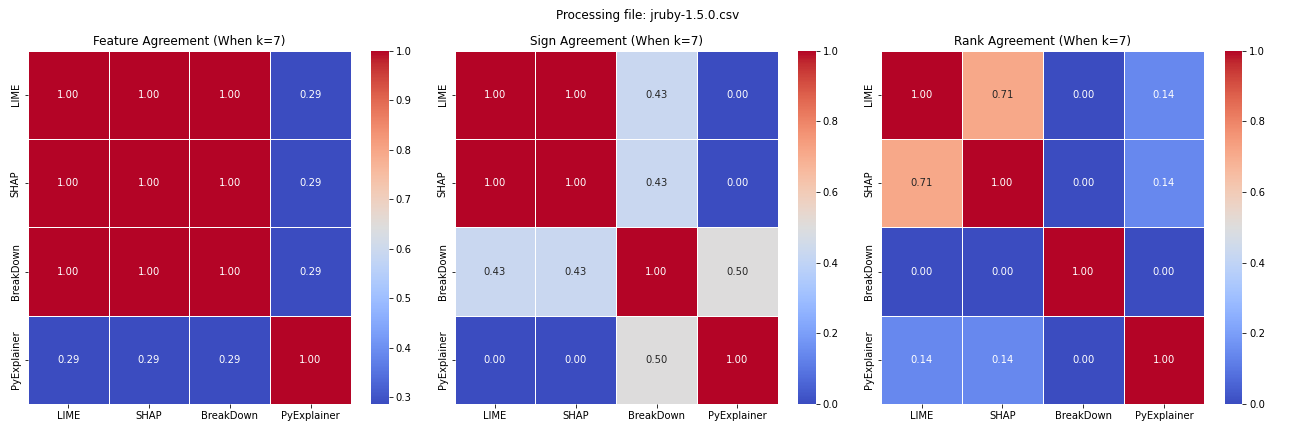 Processing file: jruby-1.5.0.csv
Feature Agreement (When k=7)
LIME
SHAP
BreakDown
PyExplainer
1.00 1.00 1.00 0.29
1.00 1.00 1.00 0.29
1.00 1.00 1.00 0.29
0.29 0.29 0.29 1.00
LIME SHAP BreakDown PyExplainer
1.0
0.9
0.8
0.7
0.6
0.5
0.4
0.3
Sign Agreement (When k=7)
LIME
SHAP
BreakDown
PyExplainer
1.00 1.00 0.43 0.00
1.00 1.00 0.43 0.00
0.43 0.43 1.00 0.50
0.00 0.00 0.50 1.00
LIME SHAP BreakDown PyExplainer
1.0
0.8
0.6
0.4
0.2
0.0
Rank Agreement (When k=7)
LIME
SHAP
BreakDown
PyExplainer
1.00 0.71 0.00 0.14
0.71 1.00 0.00 0.14
0.00 0.00 1.00 0.00
0.14 0.14 0.00 1.00
LIME SHAP BreakDown PyExplainer
1.0
0.8
0.6
0.4
0.2
0.0